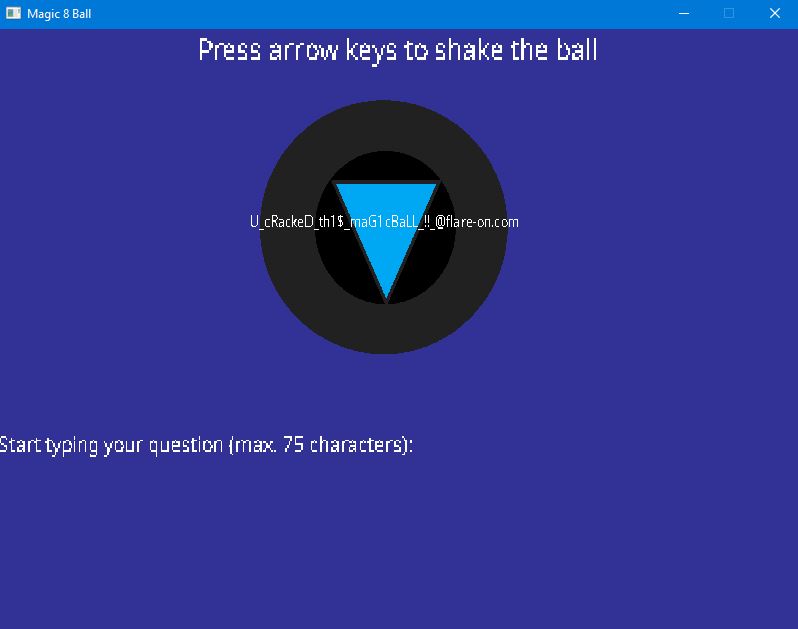 Magic 8 Ball
Press arrow keys to shake the ball
U_cRackeD_th1$_maG1cBaLL_!!_@flare-on.com
Start typing your question (max. 75 characters):